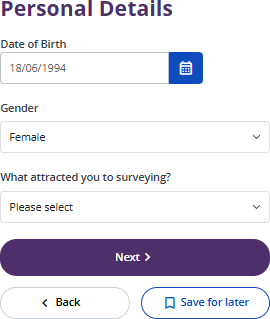 Personal Details
Date of Birth
18/06/1994
Gender
Female
What attracted you to surveying?
Please select
Next
Back
Save for later